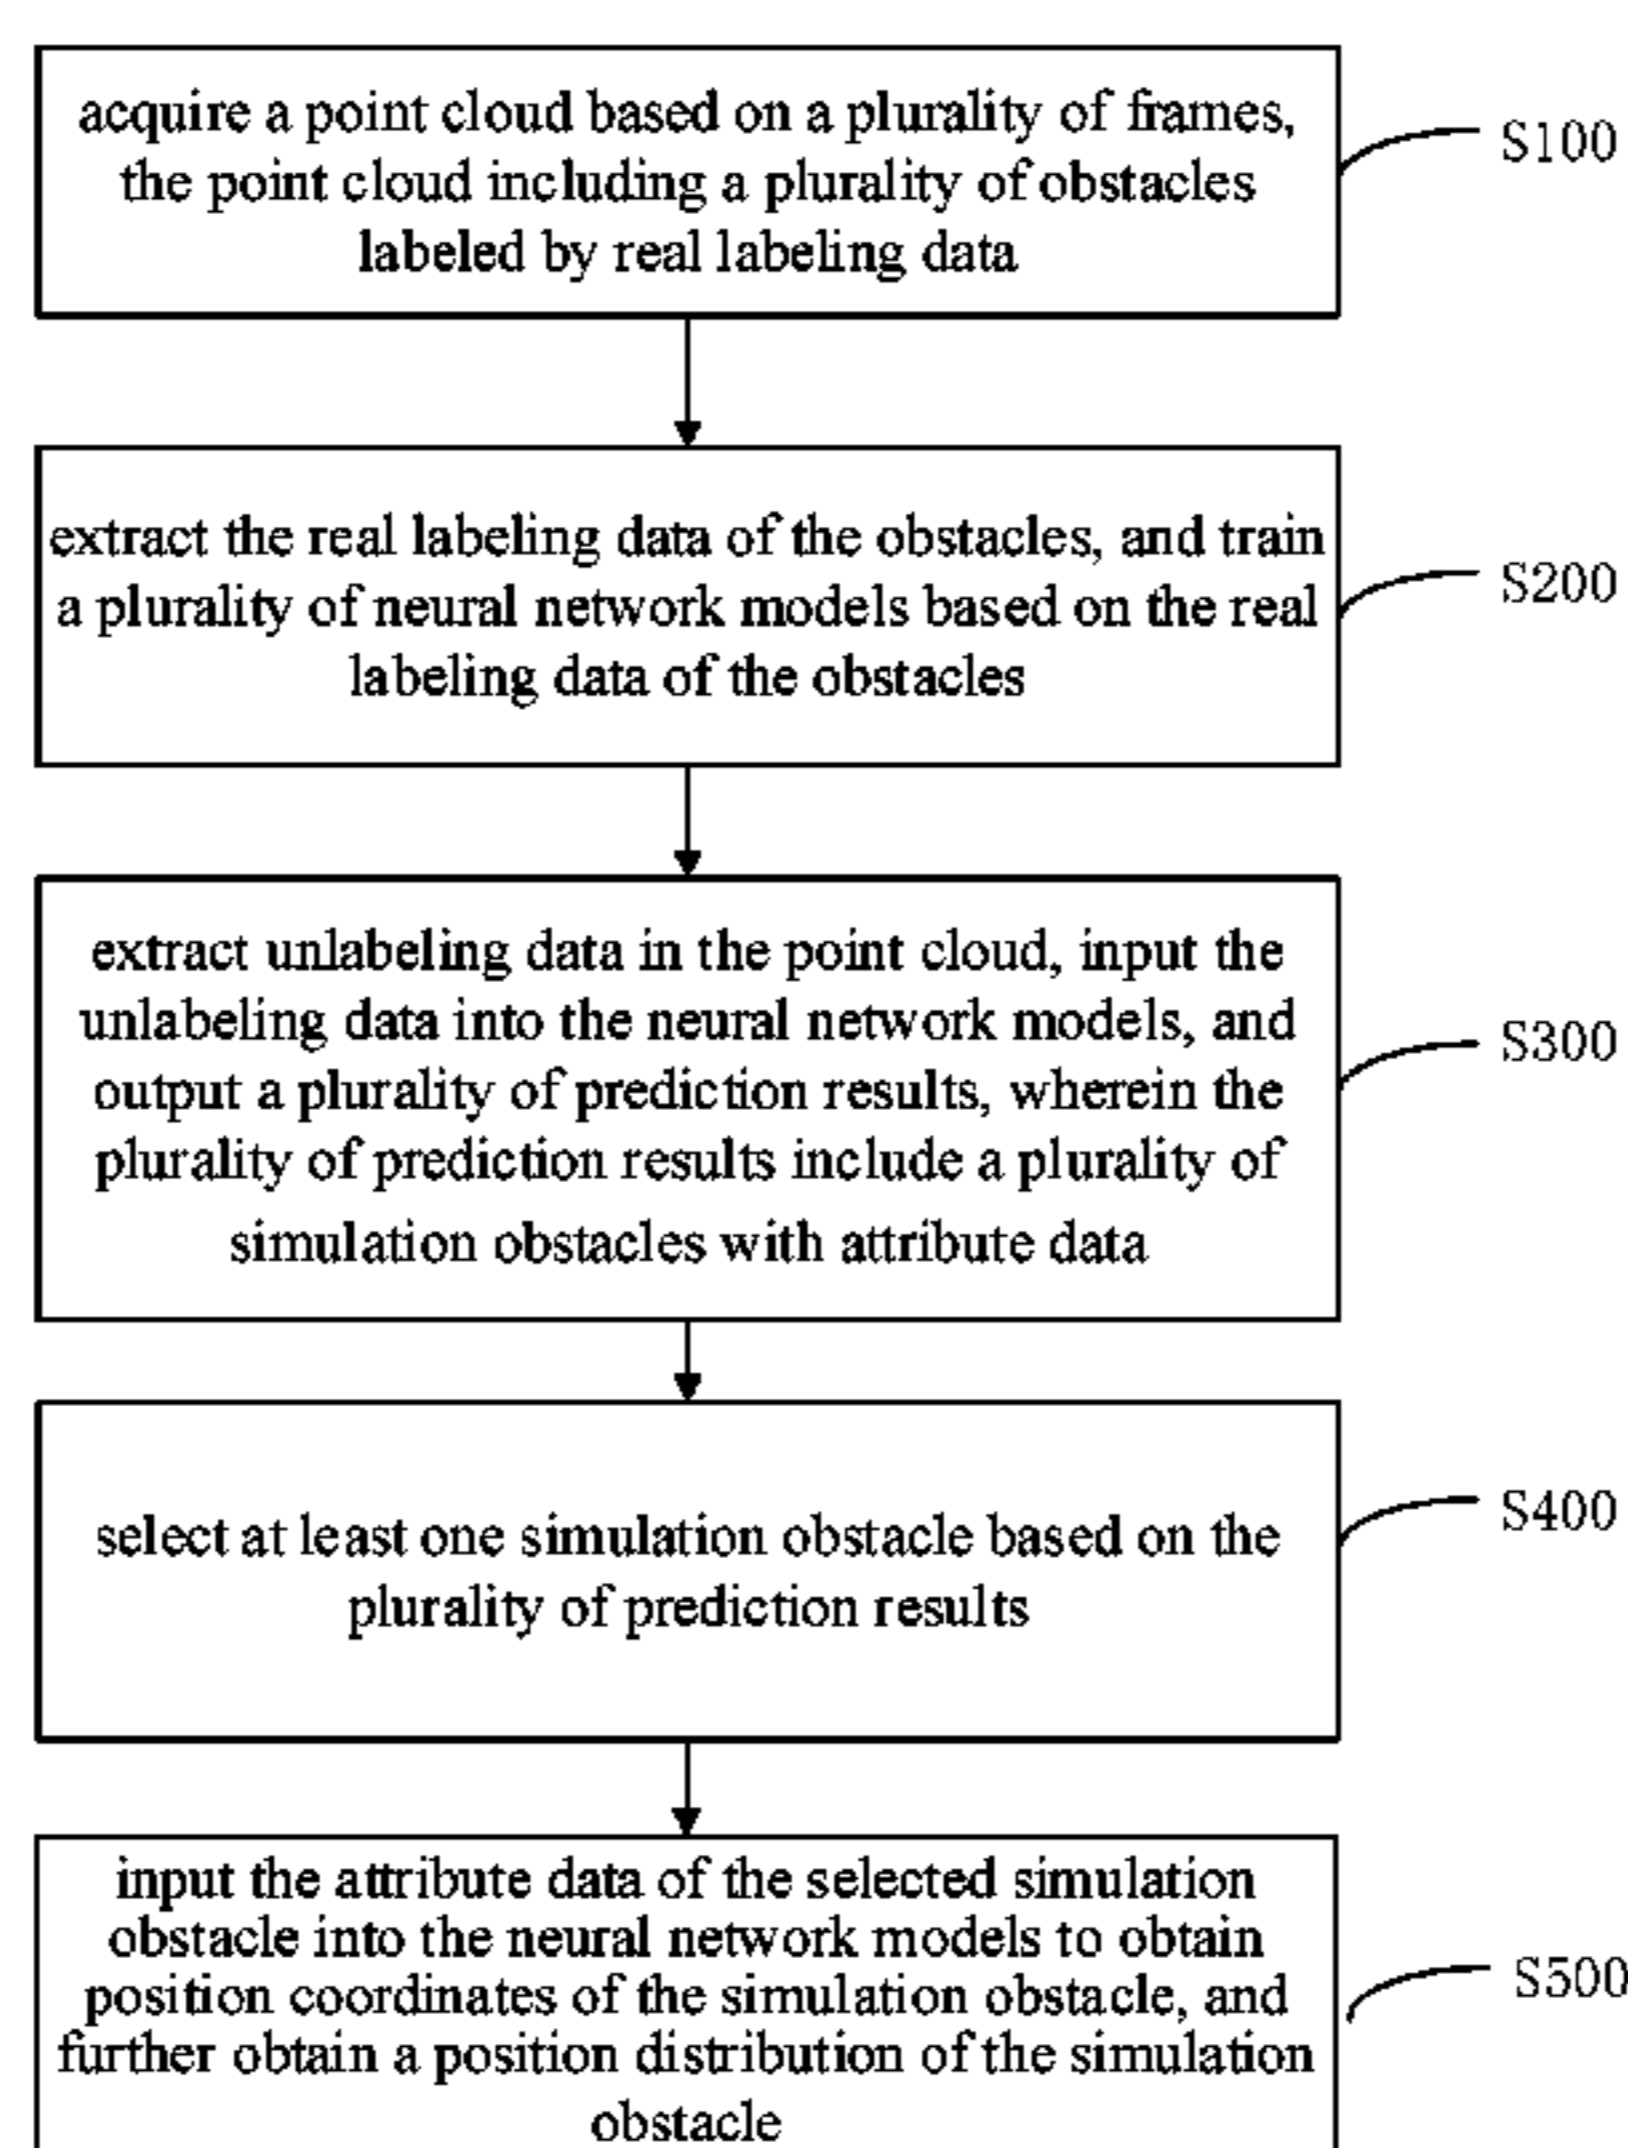 acquire a point cloud based on a plurality of frames,
the point cloud including a plurality of obstacles
labeled by real labeling data
S100
extract the real labeling data of the obstacles, and train
a plurality of neural network models based on the real
labeling data of the obstacles
S200
extract unlabeling data in the point cloud, input the
unlabeling data into the neural network models, and
output a plurality of prediction results, wherein the
plurality of prediction results include a plurality of
simulation obstacles with attribute data
S300
select at least one simulation obstacle based on the
plurality of prediction results
S400
input the attribute data of the selected simulation
obstacle into the neural network models to obtain
position coordinates of the simulation obstacle, and
further obtain a position distribution of the simulation
obstacle
S500